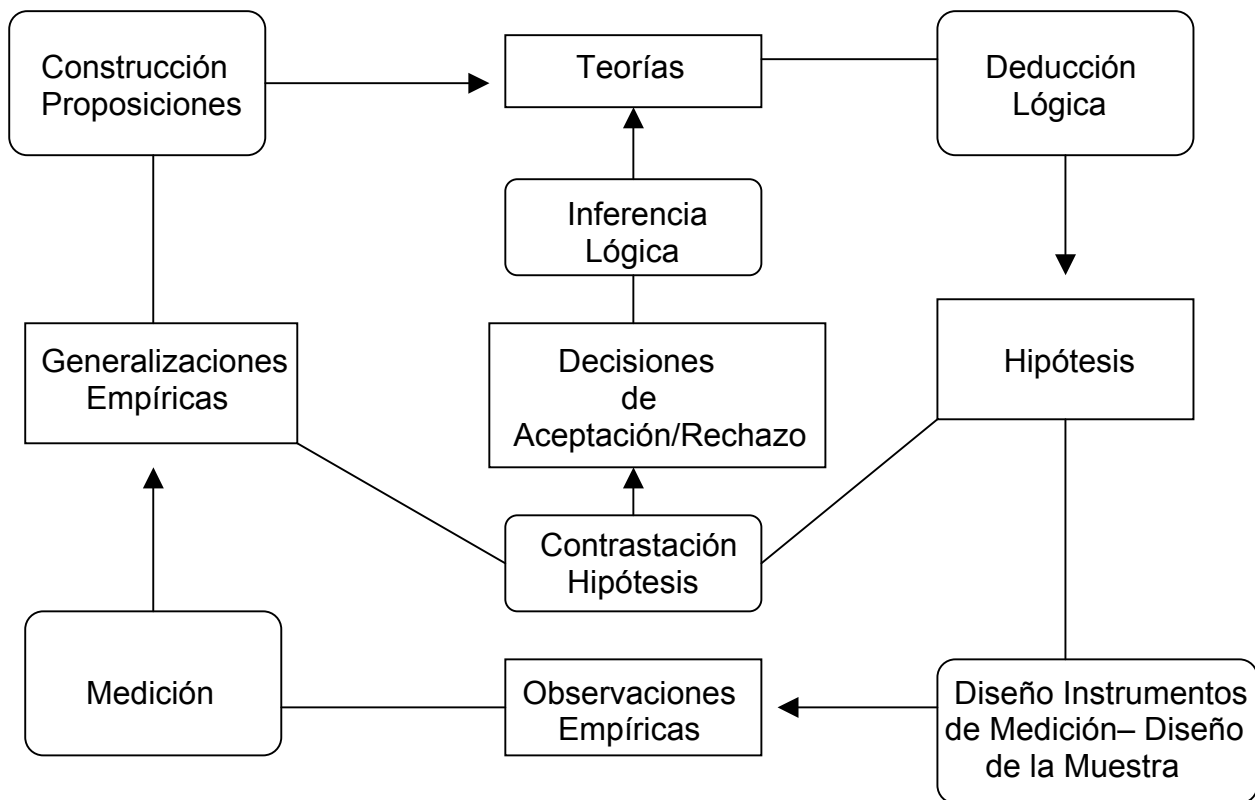 Construcción
Proposiciones
Teorías
Deducción
Lógica
Inferencia
Lógica
Generalizaciones
Empíricas
Decisiones
de
Aceptación/Rechazo
Hipótesis
Contrastación
Hipótesis
Medición
Observaciones
Empíricas
Diseño Instrumentos
de Medición– Diseño
de la Muestra